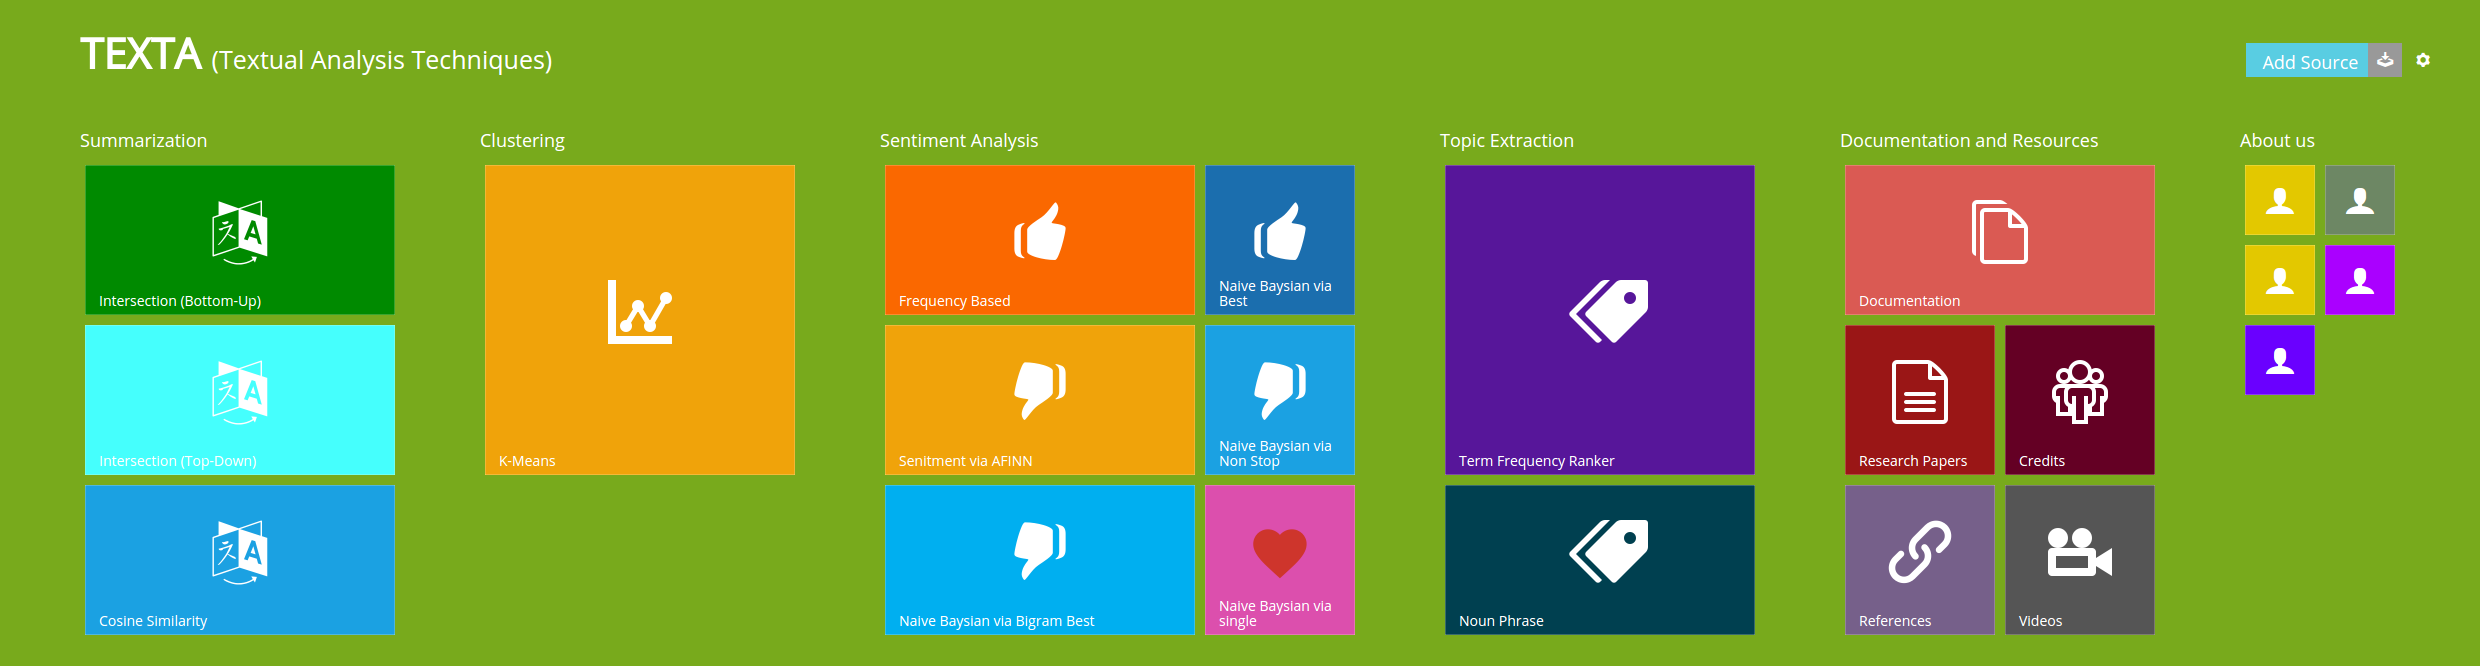 TEXTA (Textual Analysis Techniques)
Add Source
Summarization
Intersection (Bottom-Up)
Intersection (Top-Down)
Cosine Similarity
Clustering
K-Means
Sentiment Analysis
Frequency Based
Naive Baysian via
Best
Senitment via AFINN
Naive Baysian via
Non Stop
Naive Baysian via Bigram Best
Naive Baysian via
single
Topic Extraction
Term Frequency Ranker
Noun Phrase
Documentation and Resources
Documentation
Research Papers
Credits
References
Videos
About us